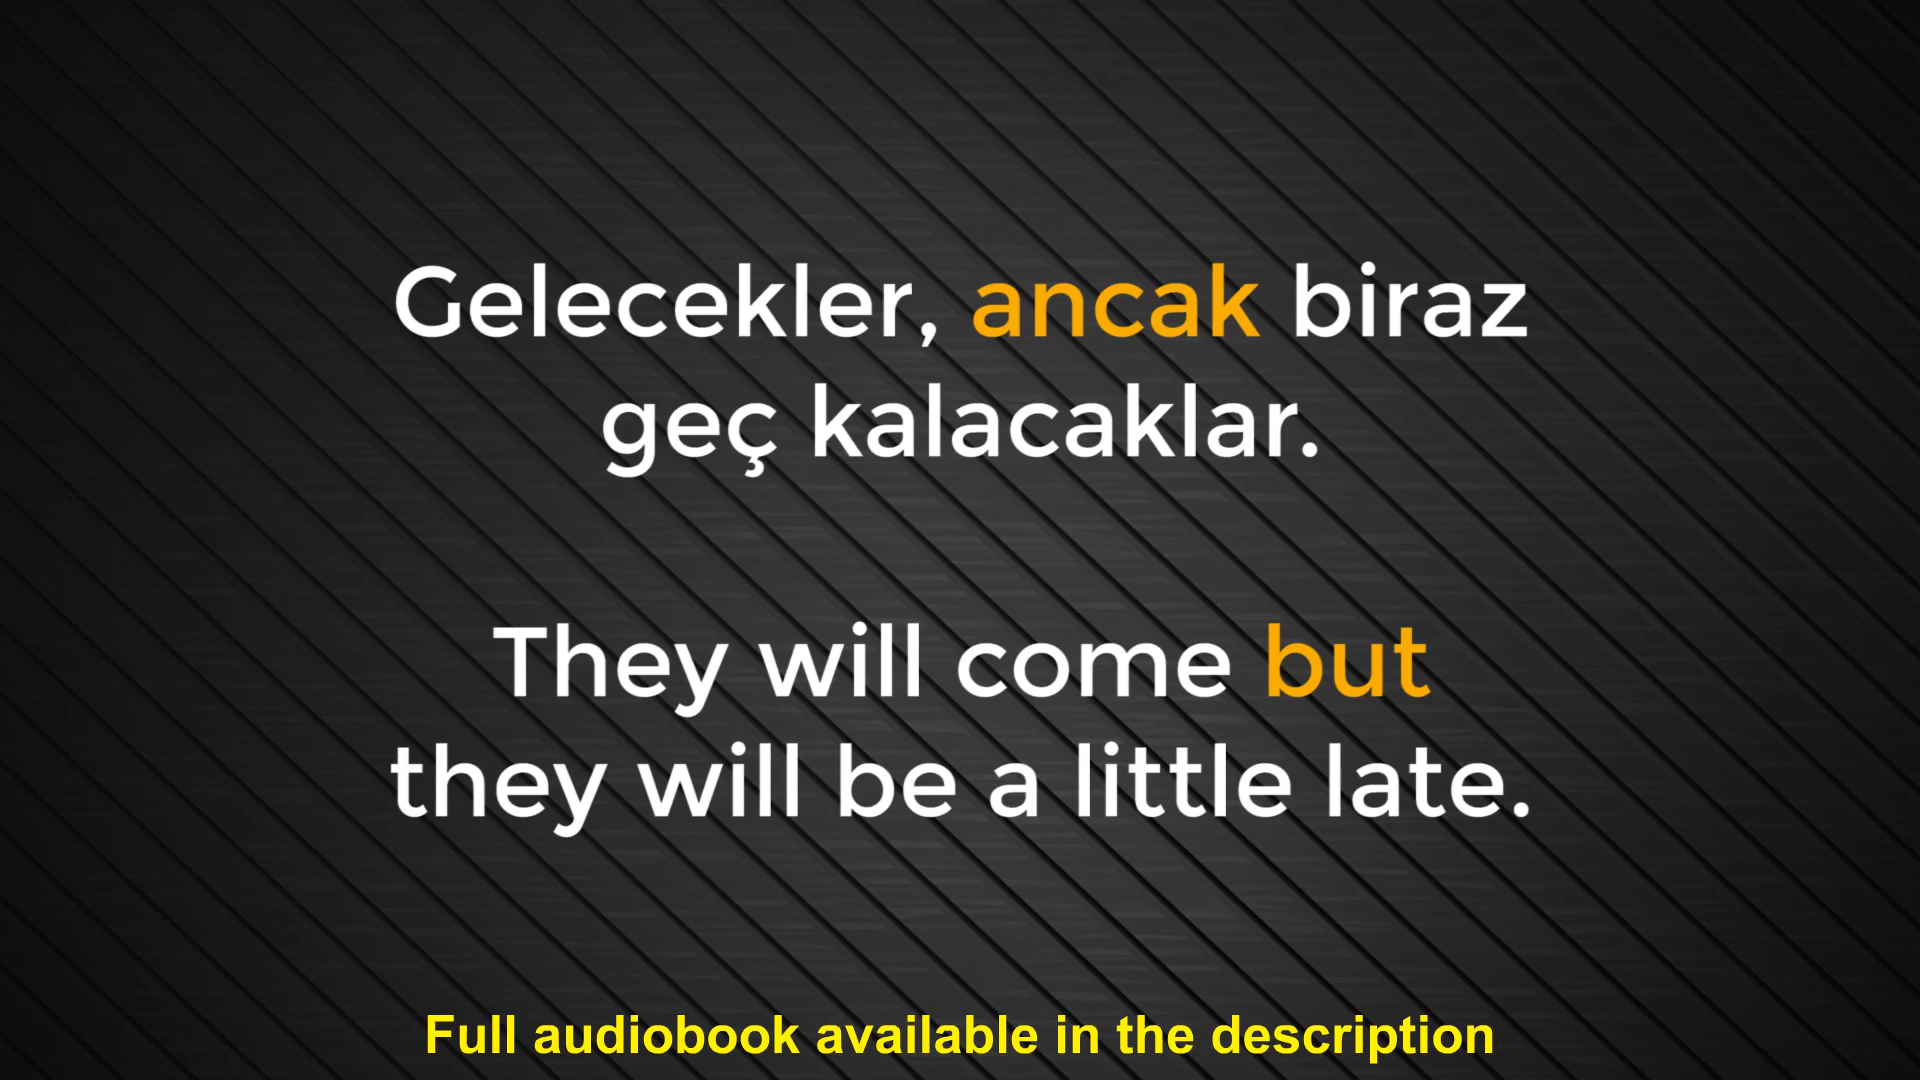 Gelecekler, ancak biraz
geç kalacaklar.
They will come but
they will be a little late.
Full audiobook available in the description